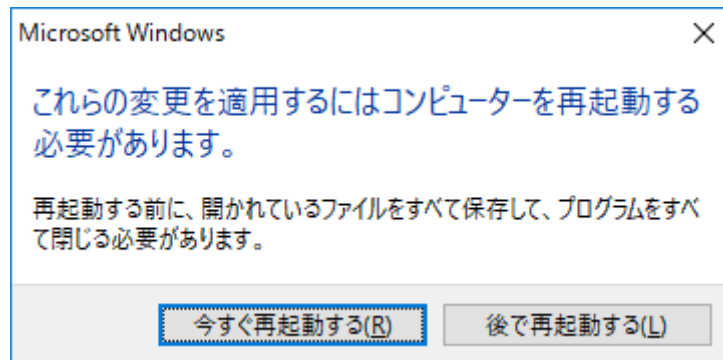 Microsoft Windows
これらの変更を適用するにはコンピューターを再起動する
必要があります。
再起動する前に、開かれているファイルをすべて保存して、プログラムをすべ
て閉じる必要があります。
今すぐ再起動する(R)
後で再起動する(L)